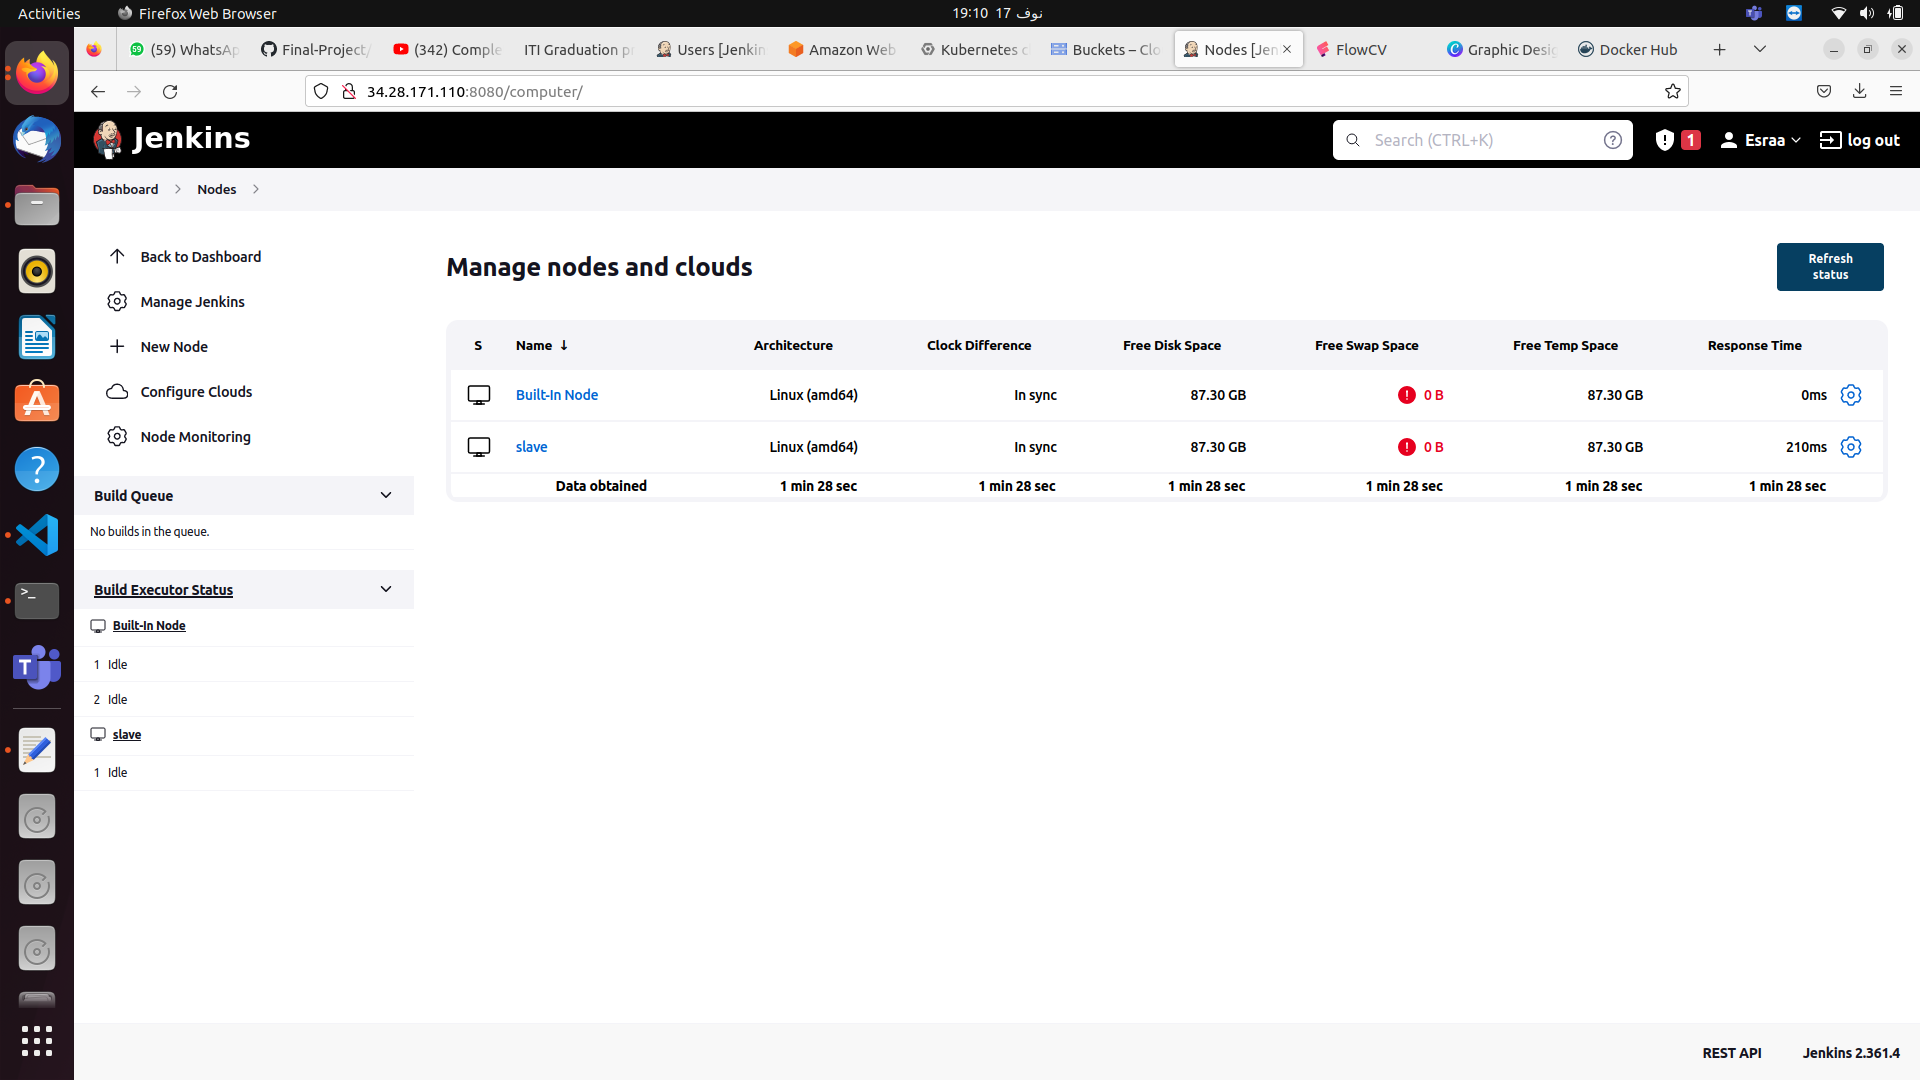 Activities
Firefox Web Browser
19:10 17 نوف
(59) WhatsAp
Final-Project/
(342) Comple
ITI Graduation p
Users [Jenkin
Amazon Web
Kubernetes c
Buckets – Clo
Nodes [Jen
FlowCV
Graphic Desig
Docker Hub
34.28.171.110:8080/computer/
Jenkins
Search (CTRL+K)
1
Esraa
log out
Dashboard
Nodes
Back to Dashboard
Manage Jenkins
New Node
Configure Clouds
Node Monitoring
Build Queue
No builds in the queue.
Build Executor Status
Built-In Node
1 Idle
2 Idle
slave
1 Idle
Manage nodes and clouds
Refresh
status
S Name ↓ Architecture Clock Difference Free Disk Space Free Swap Space Free Temp Space Response Time
Built-In Node Linux (amd64) In sync 87.30 GB 0 B 87.30 GB 0ms
slave Linux (amd64) In sync 87.30 GB 0 B 87.30 GB 210ms
Data obtained 1 min 28 sec 1 min 28 sec 1 min 28 sec 1 min 28 sec 1 min 28 sec 1 min 28 sec
REST API
Jenkins 2.361.4